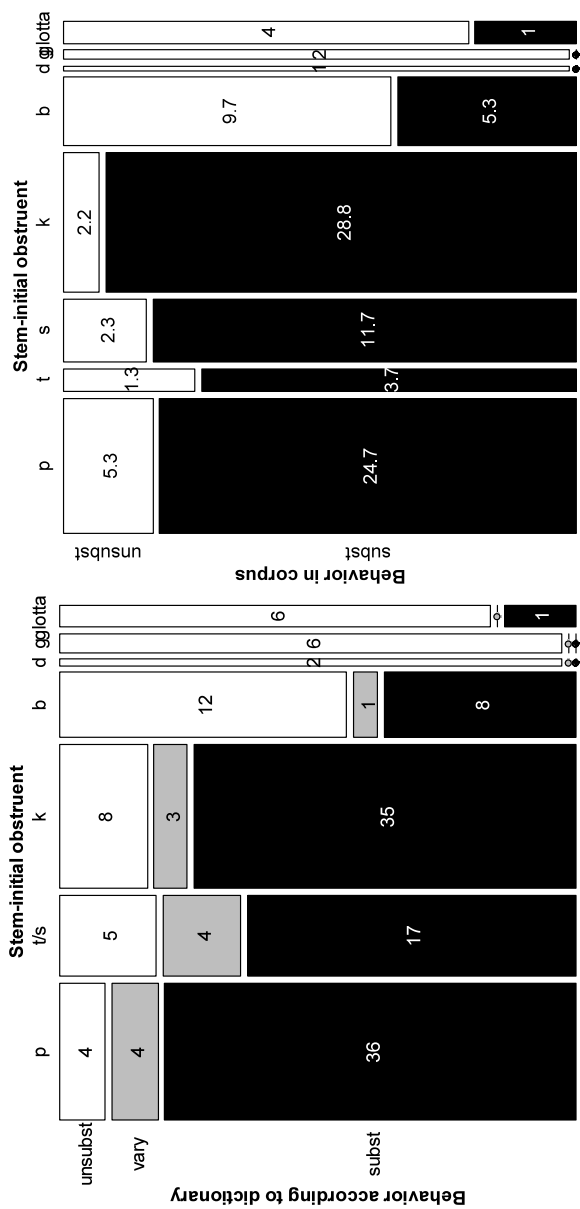 Stem-initial obstruent
p t/s k b d g glotta
unsubst 4 5 8 12 2 6 6
vary 4 4 3 1
subst 36 17 35 8 1
Behavior according to dictionary
Stem-initial obstruent
p t s k b d g glotta
unsubst 5.3 1.3 2.3 2.2 9.7 1 2 4
subst 24.7 3.7 11.7 28.8 5.3 1
Behavior in corpus